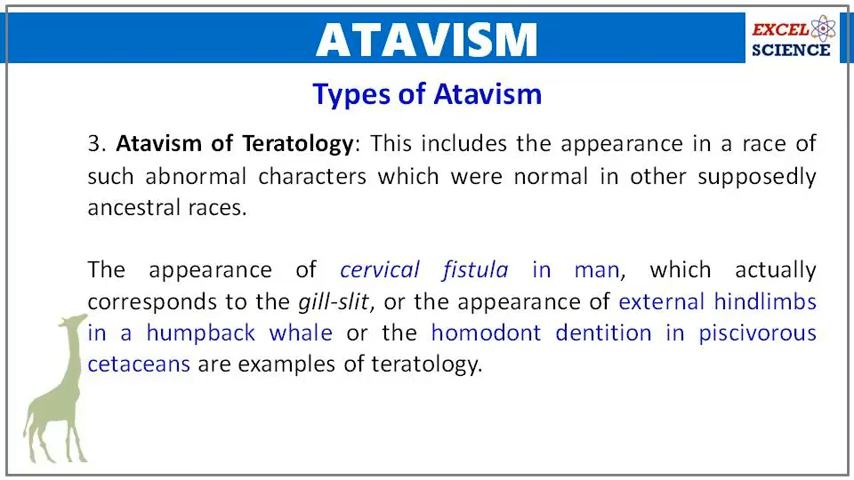 ATAVISM
EXCEL
SCIENCE
Types of Atavism
3. Atavism of Teratology: This includes the appearance in a race of
such abnormal characters which were normal in other supposedly
ancestral races.
The appearance of cervical fistula in man, which actually
corresponds to the gill-slit, or the appearance of external hindlimbs
in a humpback whale or the homodont dentition in piscivorous
cetaceans are examples of teratology.